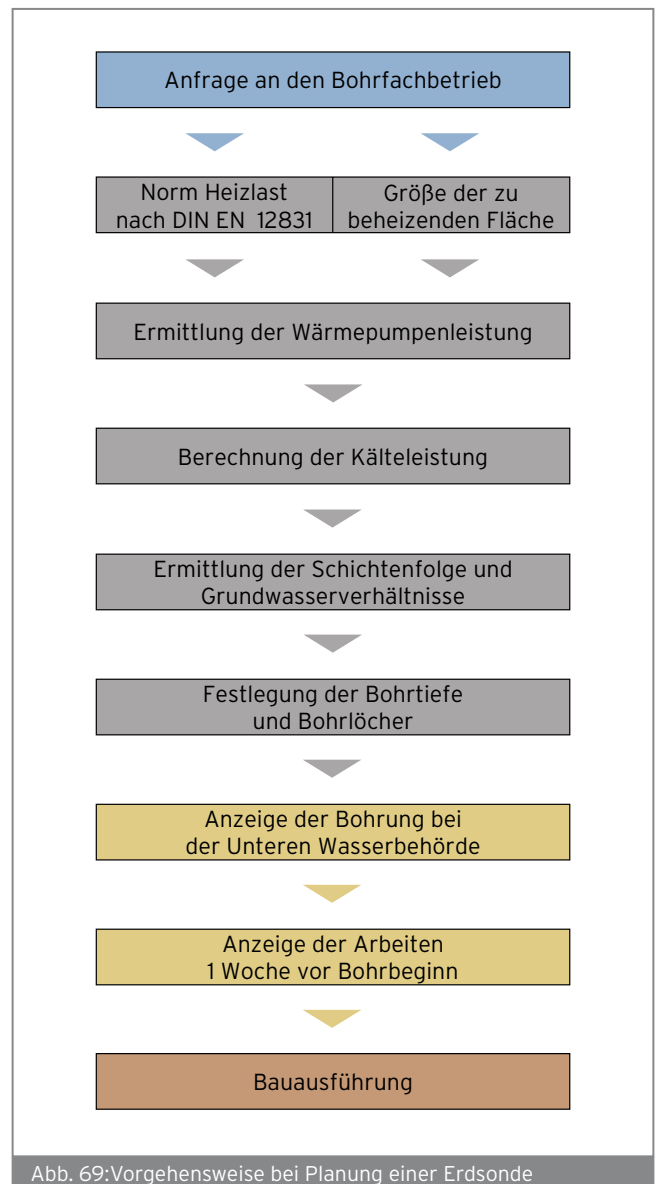 Anfrage an den Bohrfachbetrieb
Norm Heizlast
nach DIN EN 12831
Größe der zu
beheizenden Fläche
Ermittlung der Wärmepumpenleistung
Berechnung der Kälteleistung
Ermittlung der Schichtenfolge und
Grundwasserverhältnisse
Festlegung der Bohrtiefe
und Bohrlöcher
Anzeige der Bohrung bei
der Unteren Wasserbehörde
Anzeige der Arbeiten
1 Woche vor Bohrbeginn
Bauausführung
Abb. 69:Vorgehensweise bei Planung einer Erdsonde